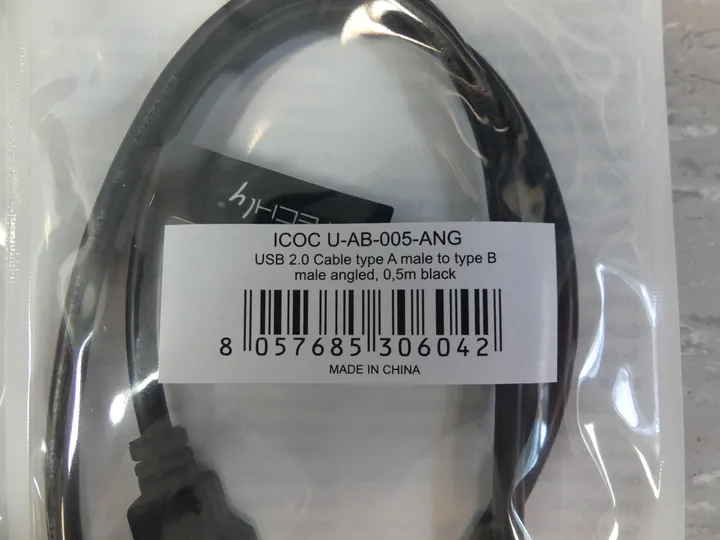 ICOC U-AB-005-ANG
USB 2.0 Cable type A male to type B
male angled, 0,5m black
8 057685 306042
MADE IN CHINA